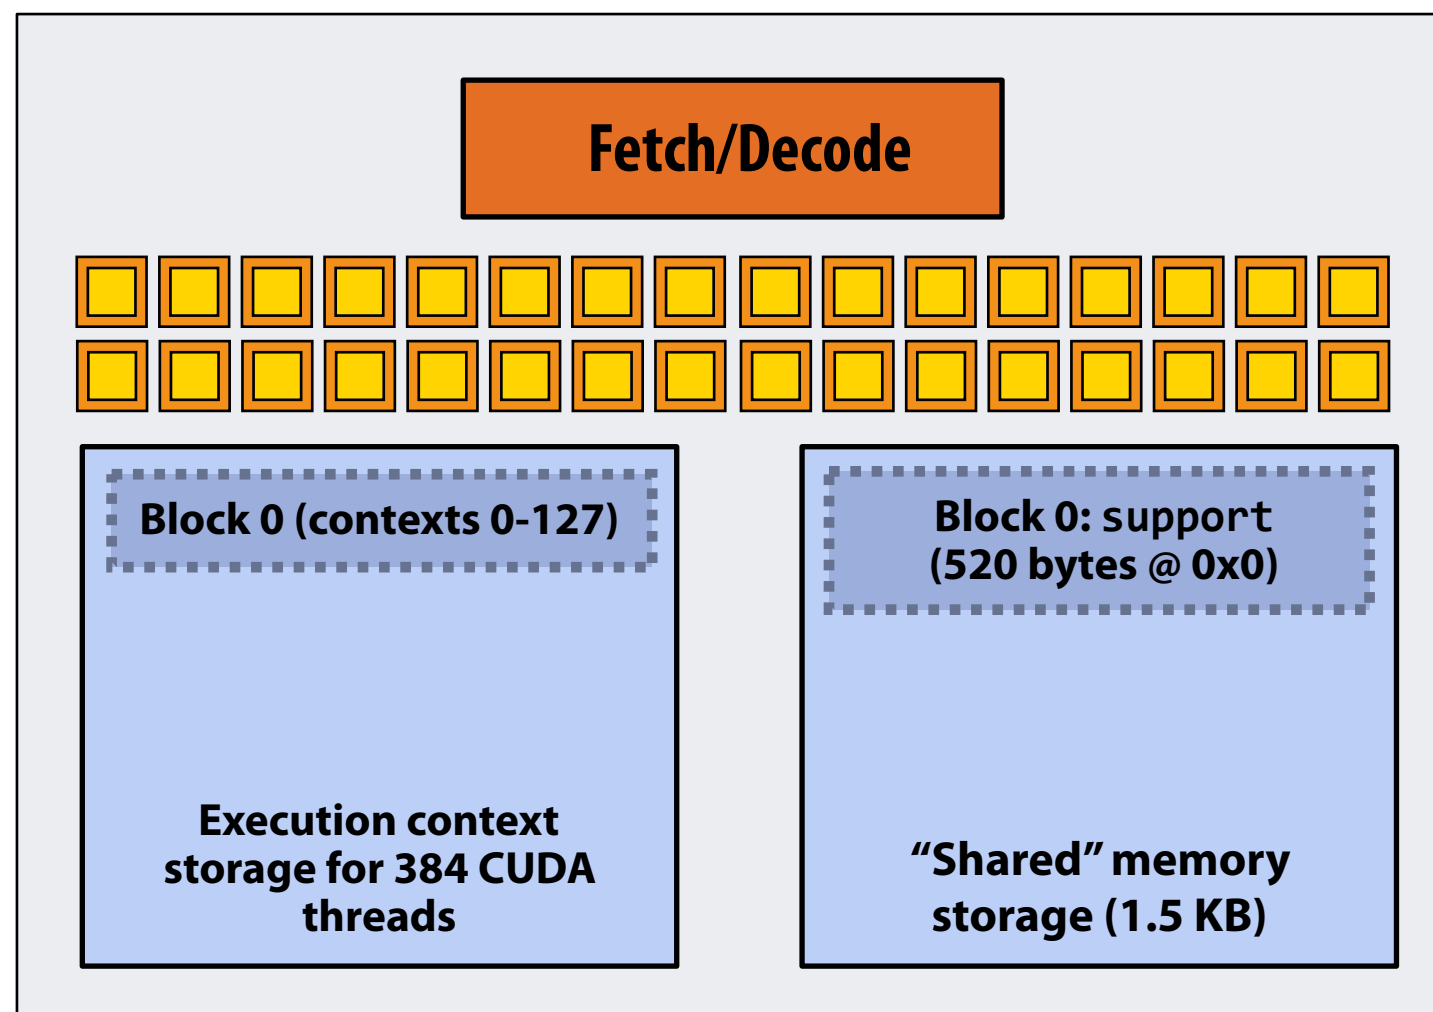 Fetch/Decode
Block 0 (contexts 0-127)
Execution context
storage for 384 CUDA
threads
Block 0: support
(520 bytes @ 0x0)
“Shared” memory
storage (1.5 KB)